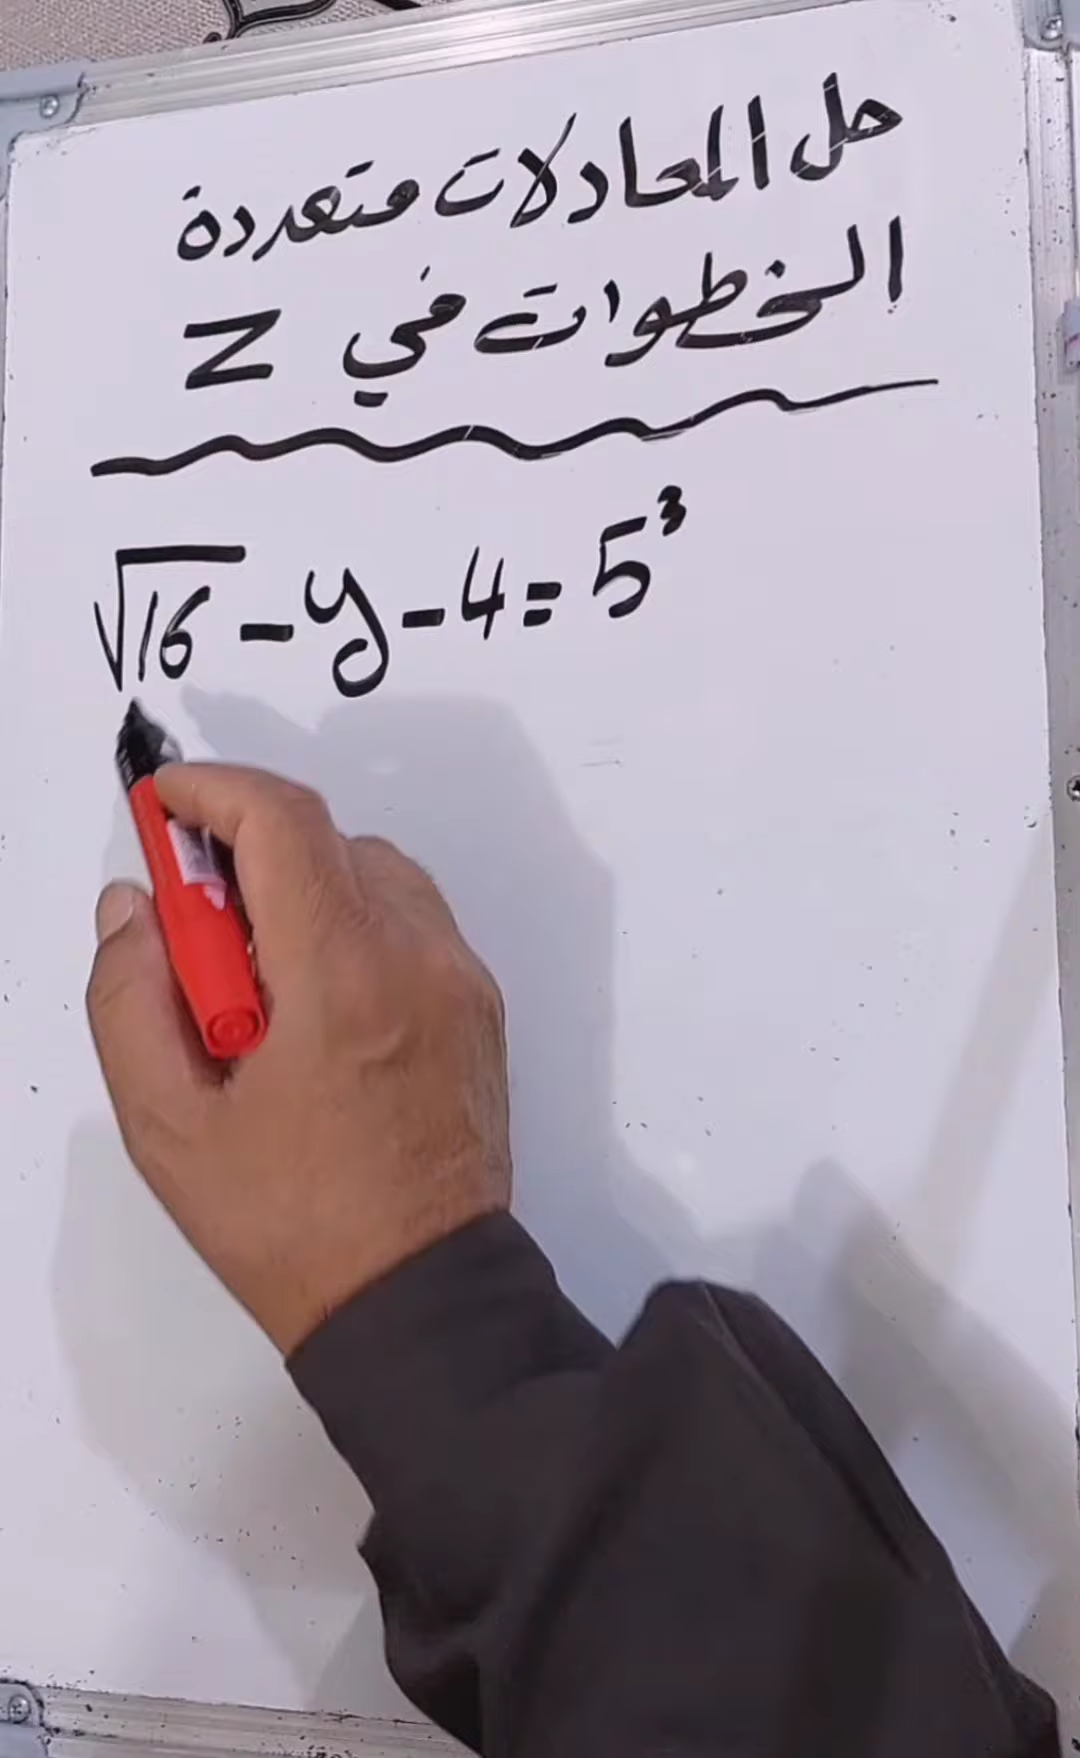 حل المعادلات متعددة
الخطوات في Z
√16 - y - 4 = 5³